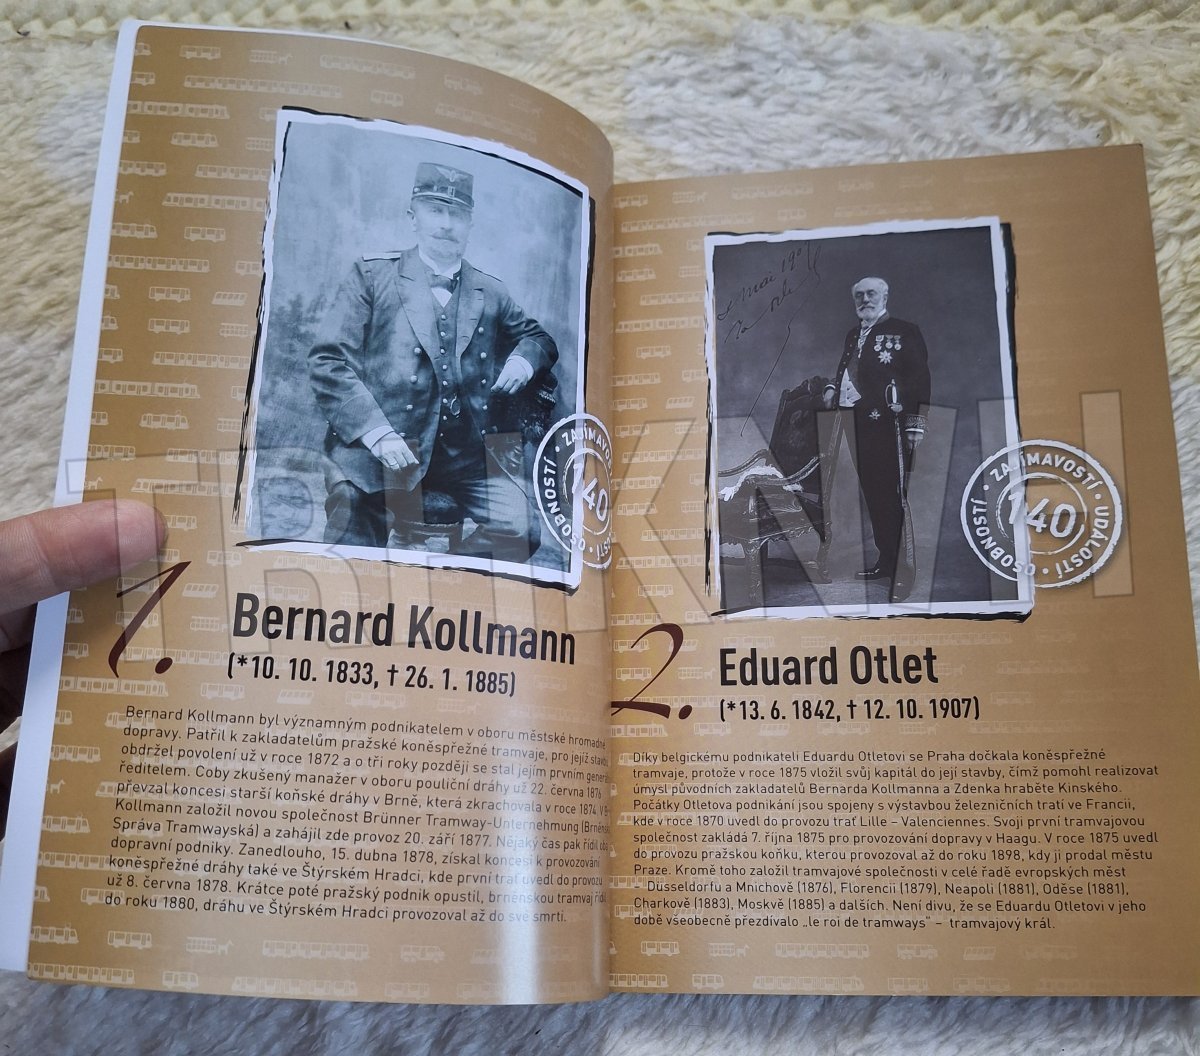 ZAJÍMAVOSTÍ
OSOBNOSTÍ
140
1.
Bernard Kollmann
(*10. 10. 1833, † 26. 1. 1885)
Bernard Kollmann byl významným podnikatelem v oboru městské hromadné
dopravy. Patřil k zakladatelům pražské koněspřežné tramvaje, pro jejíž stavbu
obdržel povolení už v roce 1872 a o tři roky později se stal jejím prvním
ředitelem. Coby zkušený manažer v oboru pouliční dráhy už 22. června 1876
převzal koncesi starší koňské dráhy v Brně, která zkrachovala v roce 1874. V
Kollmann založil novou společnost Brünner Tramway-Unternehmung (Brněnská
Správa Tramwayská) a zahájil zde provoz 20. září 1877. Nějaký čas pak řídil oba
dopravní podniky. Zanedlouho, 15. dubna 1878, získal koncesi k provozování
koněspřežné dráhy také ve Štýrském Hradci, kde první trať uvedl do provozu
už 8. června 1878. Krátce poté pražský podnik opustil, brněnskou tramvaj řídil
do roku 1880, dráhu ve Štýrském Hradci provozoval až do své smrti.
mai 190
ZAJÍMAVOSTÍ • UDÁLOSTÍ • OSOBNOSTÍ •
140
2.
Eduard Otlet
(*13. 6. 1842, † 12. 10. 1907)
Díky belgickému podnikateli Eduardu Otletovi se Praha dočkala koněspřežné
tramvaje, protože v roce 1875 vložil svůj kapitál do její stavby, čímž pomohl realizovat
úmysl původních zakladatelů Bernarda Kollmanna a Zdenka hraběte Kinského.
Počátky Otletova podnikání jsou spojeny s výstavbou železničních tratí ve Francii,
kde v roce 1870 uvedl do provozu trať Lille – Valenciennes. Svoji první tramvajovou
společnost zakládá 7. října 1875 pro provozování dopravy v Haagu. V roce 1875 uvedl
do provozu pražskou koňku, kterou provozoval až do roku 1898, kdy ji prodal městu
Praze. Kromě toho založil tramvajové společnosti v celé řadě evropských měst
– Düsseldorfu a Mnichově (1876), Florencii (1879), Neapoli (1881), Oděse (1881),
Charkově (1883), Moskvě (1885) a dalších. Není divu, že se Eduardu Otletovi v jeho
době všeobecně přezdívalo „le roi de tramways" – tramvajový král.
TRHKNIH